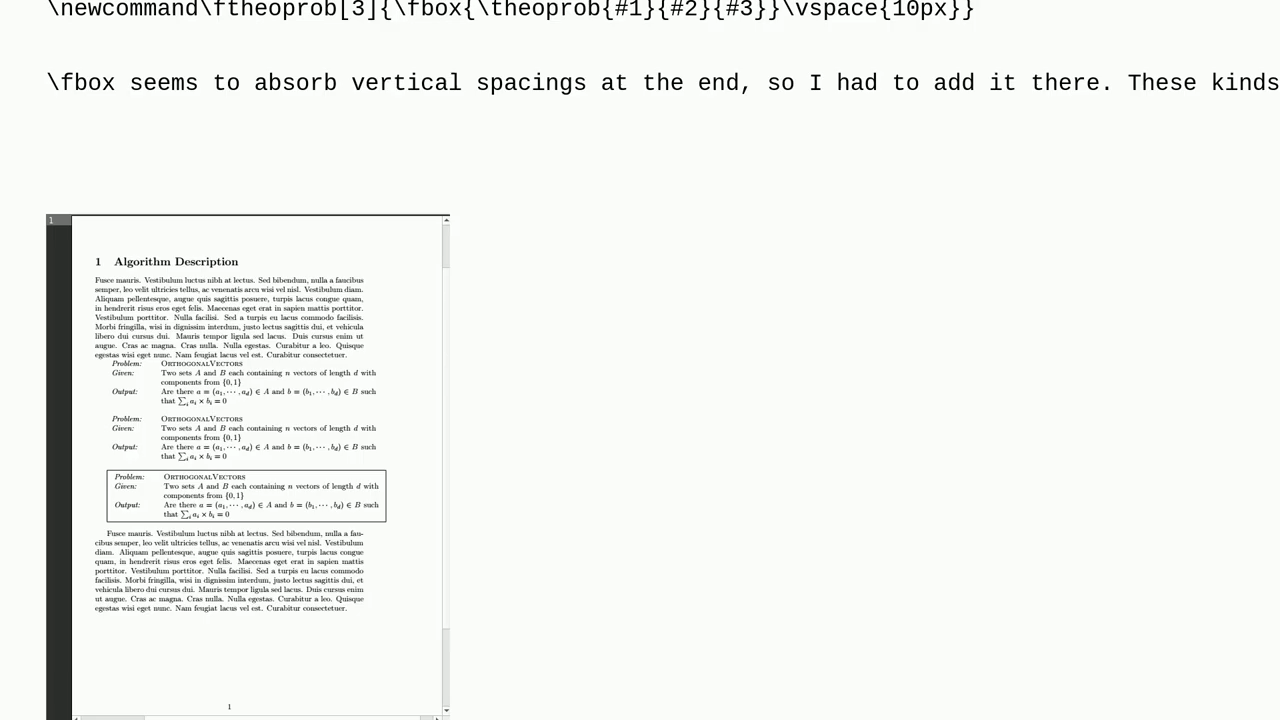 \newcommand\ftheoprob[3]{\fbox{\theoprob{#1}{#2}{#3}}\vspace{10px}}
\fbox seems to absorb vertical spacings at the end, so I had to add it there. These kinds
1
1 Algorithm Description
Fusce mauris. Vestibulum luctus nibh at lectus. Sed bibendum, nulla a faucibus
semper, leo velit ultricies tellus, ac venenatis arcu wisi vel nisl. Vestibulum diam.
Aliquam pellentesque, augue quis sagittis posuere, turpis lacus congue quam,
in hendrerit risus eros eget felis. Maecenas eget erat in sapien mattis porttitor.
Vestibulum porttitor. Nulla facilisi. Sed a turpis eu lacus commodo facilisis.
Morbi fringilla, wisi in dignissim interdum, justo lectus sagittis dui, et vehicula
libero dui cursus dui. Mauris tempor ligula sed lacus. Duis cursus enim ut
augue. Cras ac magna. Cras nulla. Nulla egestas. Curabitur a leo. Quisque
egestas wisi eget nunc. Nam feugiat lacus vel est. Curabitur consectetuer.
Problem: OrthogonalVectors
Given: Two sets A and B each containing n vectors of length d with
components from {0,1}
Output: Are there a = (a₁,⋯,a_d) ∈ A and b = (b₁,⋯,b_d) ∈ B such
that ∑ᵢ aᵢ × bᵢ = 0
Problem: OrthogonalVectors
Given: Two sets A and B each containing n vectors of length d with
components from {0,1}
Output: Are there a = (a₁,⋯,a_d) ∈ A and b = (b₁,⋯,b_d) ∈ B such
that ∑ᵢ aᵢ × bᵢ = 0
Problem: OrthogonalVectors
Given: Two sets A and B each containing n vectors of length d with
components from {0,1}
Output: Are there a = (a₁,⋯,a_d) ∈ A and b = (b₁,⋯,b_d) ∈ B such
that ∑ᵢ aᵢ × bᵢ = 0
Fusce mauris. Vestibulum luctus nibh at lectus. Sed bibendum, nulla a fau-
cibus semper, leo velit ultricies tellus, ac venenatis arcu wisi vel nisl. Vestibulum
diam. Aliquam pellentesque, augue quis sagittis posuere, turpis lacus congue
quam, in hendrerit risus eros eget felis. Maecenas eget erat in sapien mattis
porttitor. Vestibulum porttitor. Nulla facilisi. Sed a turpis eu lacus commodo
facilisis. Morbi fringilla, wisi in dignissim interdum, justo lectus sagittis dui, et
vehicula libero dui cursus dui. Mauris tempor ligula sed lacus. Duis cursus enim
ut augue. Cras ac magna. Cras nulla. Nulla egestas. Curabitur a leo. Quisque
egestas wisi eget nunc. Nam feugiat lacus vel est. Curabitur consectetuer.
1